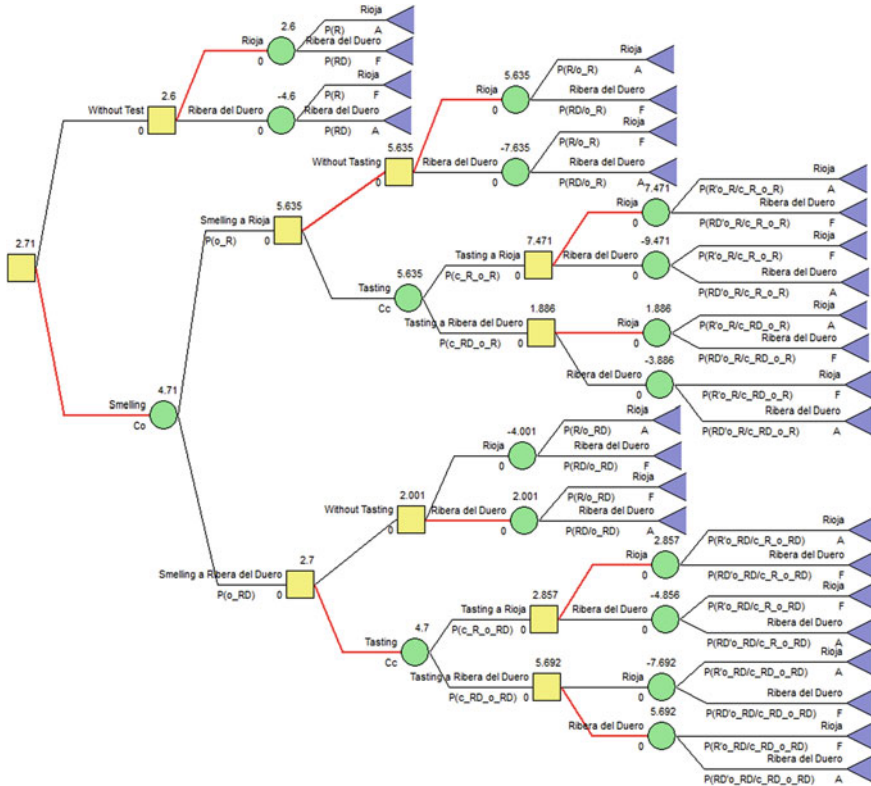 Rioja
2.6 P(R) A
Rioja Ribera del Duero
0 P(RD) F
Rioja
2.6 -4.6 P(R) F
Without Test Ribera del Duero Ribera del Duero
0 0 P(RD) A
Rioja
5.635 P(R/o_R) A
Rioja Ribera del Duero
0 P(RD/o_R) F
Rioja
5.635 -7.635 P(R/o_R) F
Without Tasting Ribera del Duero Ribera del Duero
0 0 P(RD/o_R) A
5.635
Smelling a Rioja
P(o_R) 0
2.71
Rioja
7.471 P(R'o_R/c_R_o_R) A
Rioja Ribera del Duero
0 P(RD'o_R/c_R_o_R) F
Rioja
7.471 -9.471 P(R'o_R/c_R_o_R) F
Tasting a Rioja Ribera del Duero Ribera del Duero
P(c_R_o_R) 0 0 P(RD'o_R/c_R_o_R) A
5.635
Tasting
Cc
Rioja
1.886 1.886 P(R'o_R/c_RD_o_R) A
Tasting a Ribera del Duero Rioja Ribera del Duero
P(c_RD_o_R) 0 0 P(RD'o_R/c_RD_o_R) F
-3.886 Rioja
Ribera del Duero P(R'o_R/c_RD_o_R) F
0 Ribera del Duero
P(RD'o_R/c_RD_o_R) A
4.71
Smelling
Co
Rioja
-4.001 P(R/o_RD) A
Rioja Ribera del Duero
0 P(RD/o_RD) F
Rioja
2.001 2.001 P(R/o_RD) F
Without Tasting Ribera del Duero Ribera del Duero
0 0 P(RD/o_RD) A
2.7
Smelling a Ribera del Duero
P(o_RD) 0
Rioja
2.857 P(R'o_RD/c_R_o_RD) A
Rioja Ribera del Duero
0 P(RD'o_RD/c_R_o_RD) F
Rioja
2.857 -4.856 P(R'o_RD/c_R_o_RD) F
Tasting a Rioja Ribera del Duero Ribera del Duero
P(c_R_o_RD) 0 0 P(RD'o_RD/c_R_o_RD) A
4.7
Tasting
Cc
Rioja
5.692 -7.692 P(R'o_RD/c_RD_o_RD) A
Tasting a Ribera del Duero Rioja Ribera del Duero
P(c_RD_o_RD) 0 0 P(RD'o_RD/c_RD_o_RD) F
5.692 Rioja
Ribera del Duero P(R'o_RD/c_RD_o_RD) F
0 Ribera del Duero
P(RD'o_RD/c_RD_o_RD) A